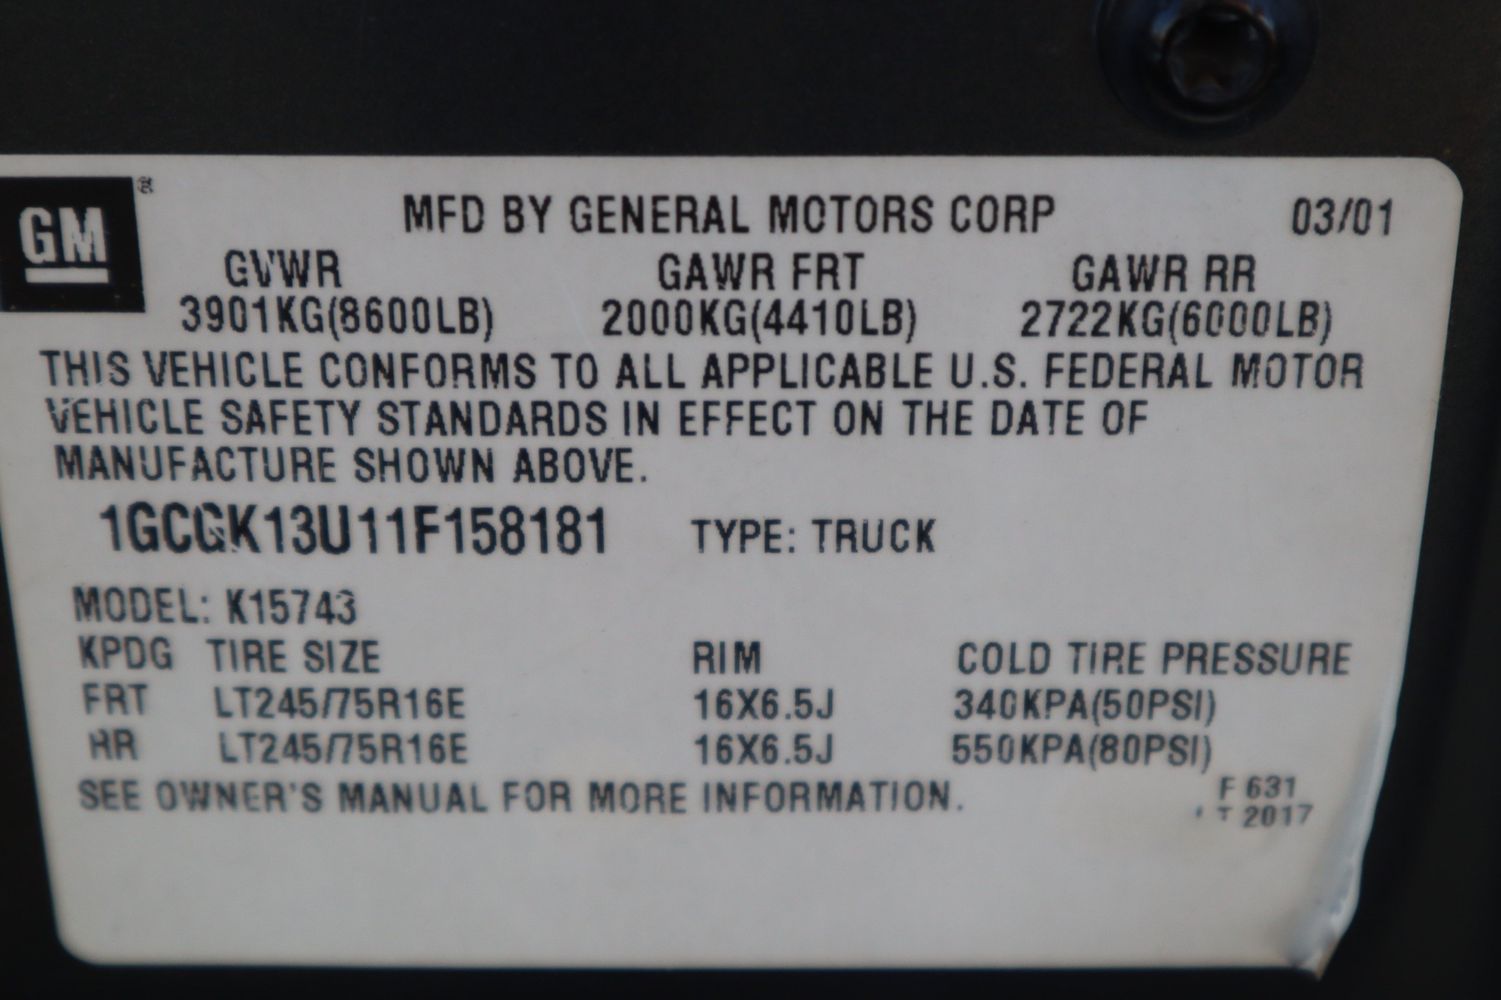 GM ®
MFD BY GENERAL MOTORS CORP 03/01
GVWR GAWR FRT GAWR RR
3901KG(8600LB) 2000KG(4410LB) 2722KG(6000LB)
THIS VEHICLE CONFORMS TO ALL APPLICABLE U.S. FEDERAL MOTOR
VEHICLE SAFETY STANDARDS IN EFFECT ON THE DATE OF
MANUFACTURE SHOWN ABOVE.
1GCGK13U11F158181 TYPE: TRUCK
MODEL: K15743
KPDG TIRE SIZE RIM COLD TIRE PRESSURE
FRT LT245/75R16E 16X6.5J 340KPA(50PSI)
RR LT245/75R16E 16X6.5J 550KPA(80PSI)
SEE OWNER'S MANUAL FOR MORE INFORMATION.
F 631
T 2017